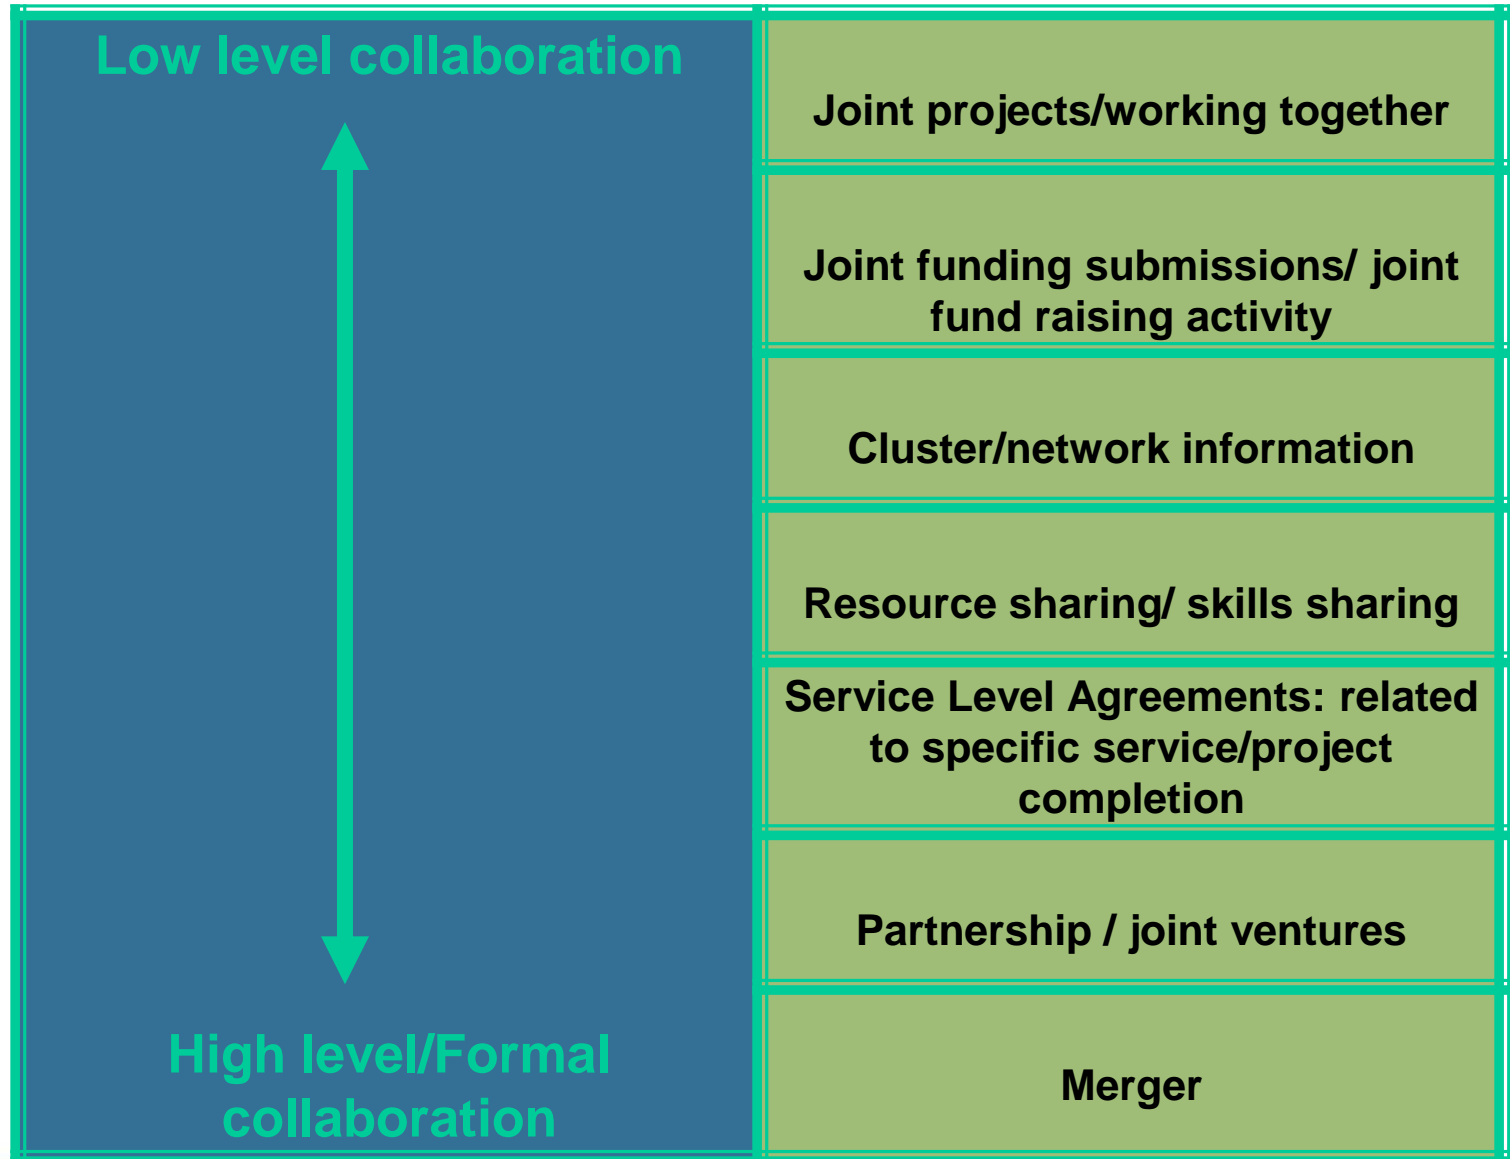 Low level collaboration
Joint projects/working together
Joint funding submissions/ joint
fund raising activity
Cluster/network information
Resource sharing/ skills sharing
Service Level Agreements: related
to specific service/project
completion
Partnership / joint ventures
High level/Formal
collaboration
Merger